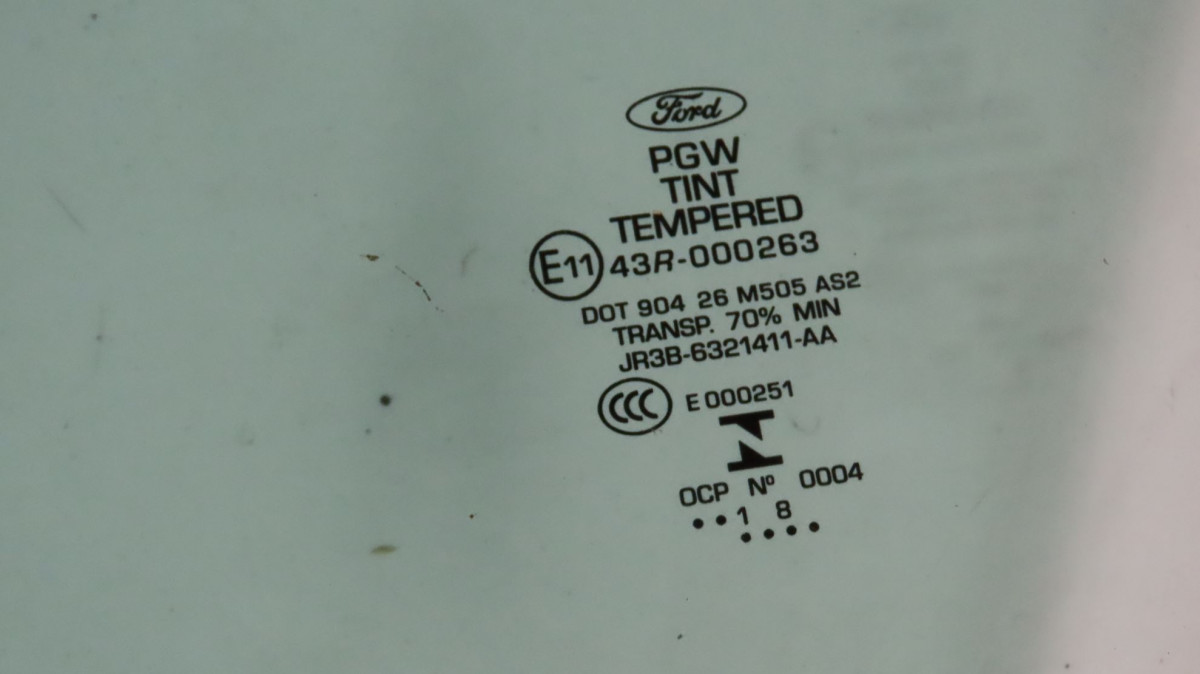 Ford
PGW
TINT
TEMPERED
E11 43R-000263
DOT 904 26 M505 AS2
TRANSP. 70% MIN
JR3B-6321411-AA
CCC E 000251
OCP Nº 0004
..1 8
....